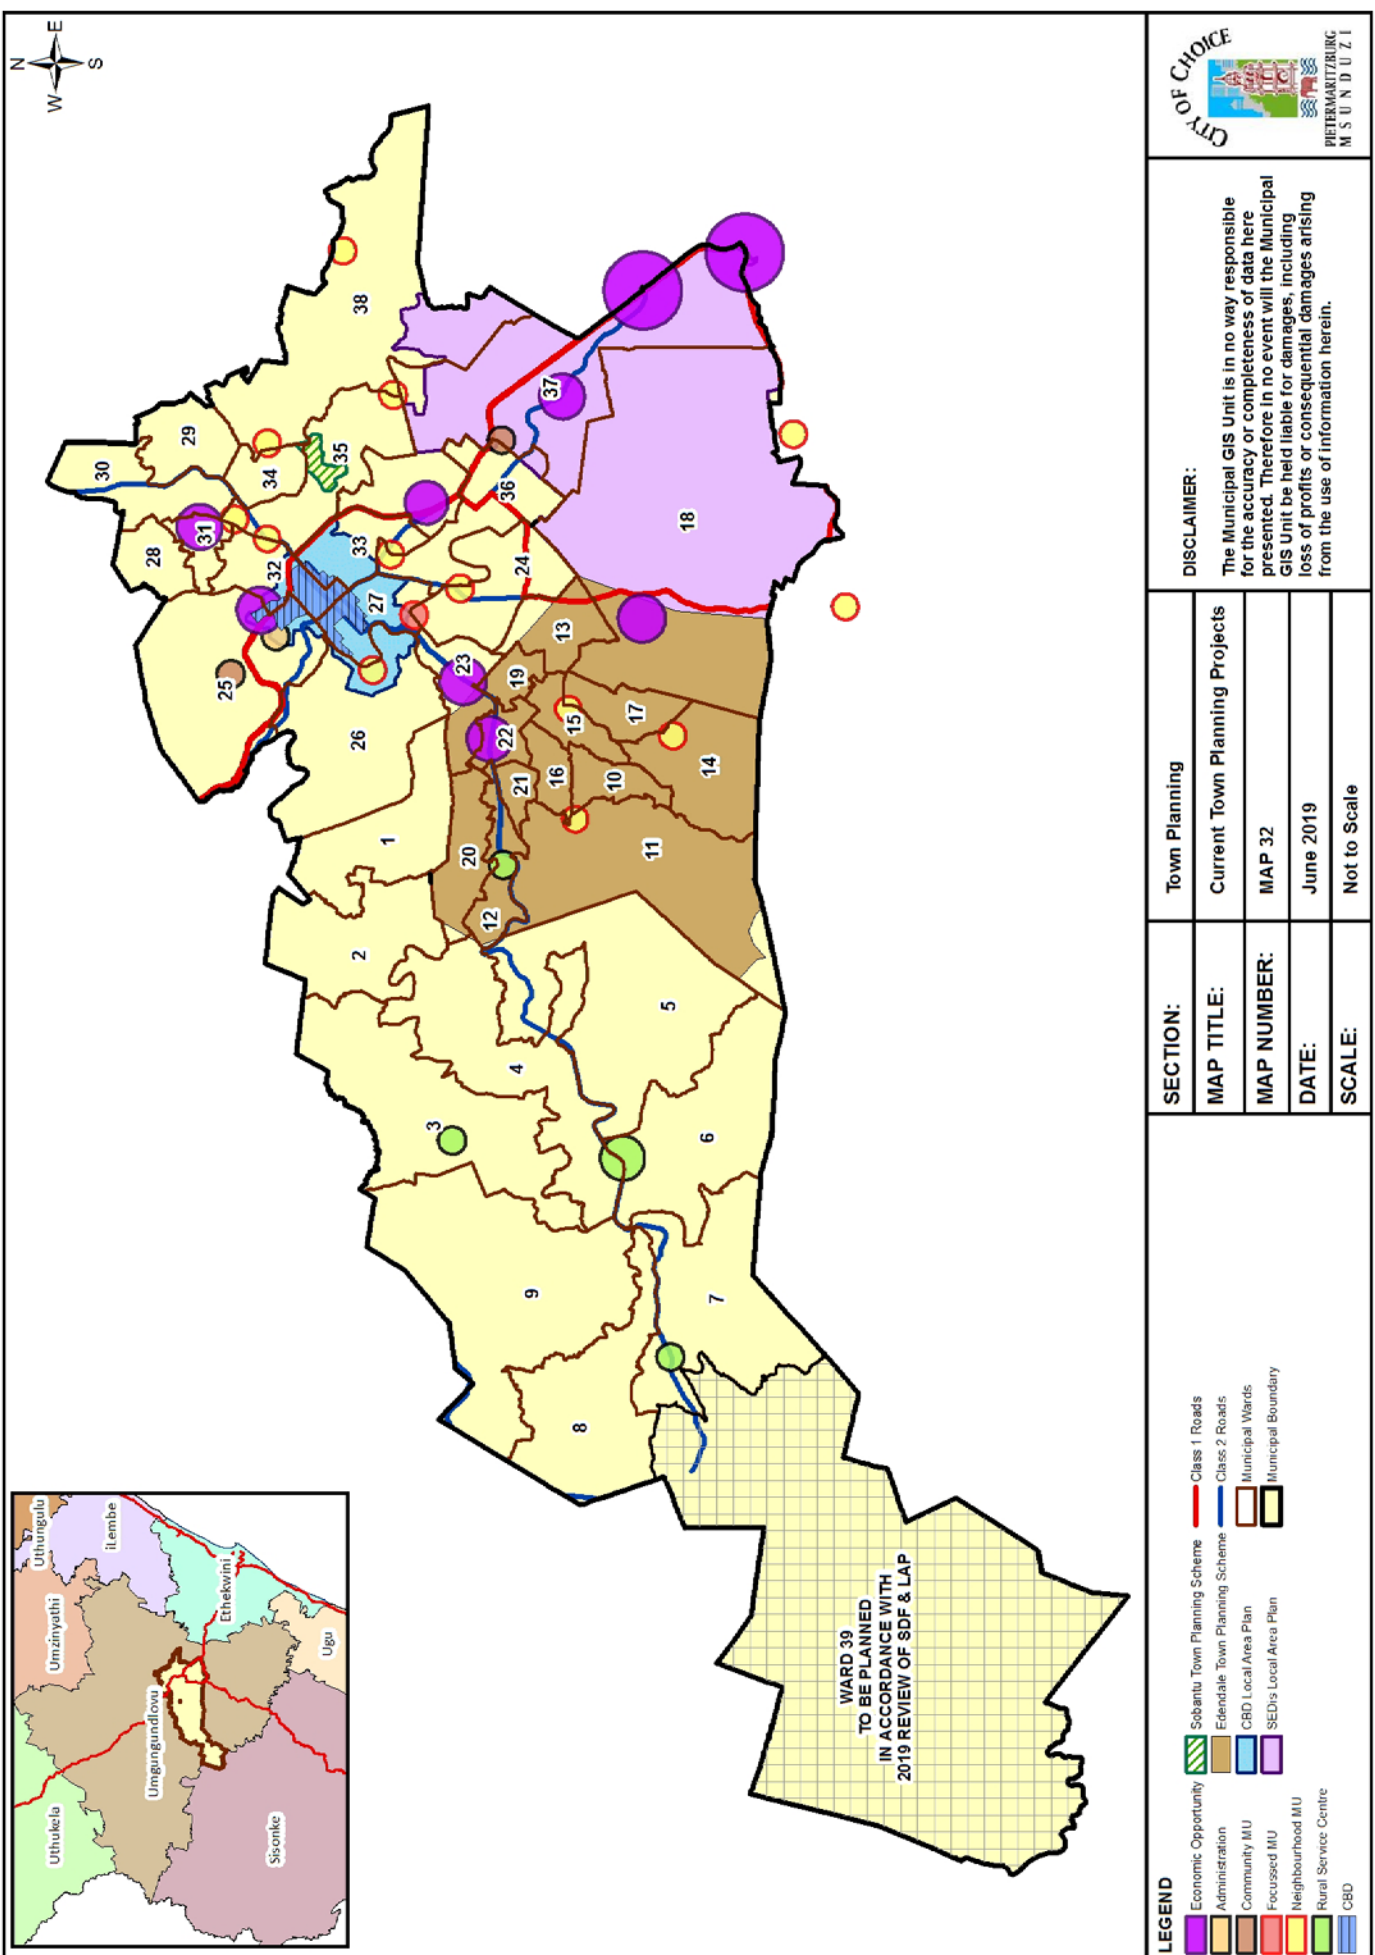 N
W
E
S
Uthungulu
Umzinyathi
iLembe
Uthukela
Umgungundlovu
Ethekwini
Ugu
Sisonke
30
29
28
31
34
35
38
32
33
25
27
26
36
37
24
18
23
13
19
22
15
17
1
21
16
10
14
20
11
2
12
5
4
3
6
9
7
8
WARD 39
TO BE PLANNED
IN ACCORDANCE WITH
2019 REVIEW OF SDF & LAP
LEGEND
Economic Opportunity
Administration
Community MU
Focussed MU
Neighbourhood MU
Rural Service Centre
CBD
Sobantu Town Planning Scheme
Edendale Town Planning Scheme
CBD Local Area Plan
SEDis Local Area Plan
Class 1 Roads
Class 2 Roads
Municipal Wards
Municipal Boundary
SECTION: Town Planning
MAP TITLE: Current Town Planning Projects
MAP NUMBER: MAP 32
DATE: June 2019
SCALE: Not to Scale
DISCLAIMER:
The Municipal GIS Unit is in no way responsible
for the accuracy or completeness of data here
presented. Therefore in no event will the Municipal
GIS Unit be held liable for damages, including
loss of profits or consequential damages arising
from the use of information herein.
CITY OF CHOICE
PIETERMARITZBURG
MSUNDUZI